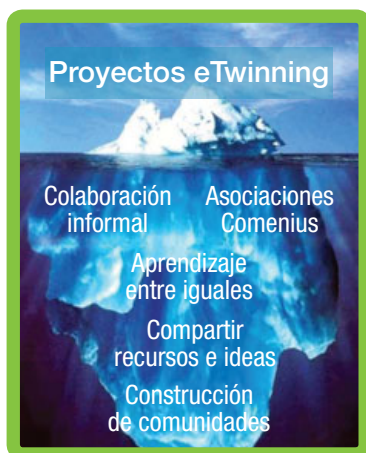 Proyectos eTwinning
Colaboración
informal
Asociaciones
Comenius
Aprendizaje
entre iguales
Compartir
recursos e ideas
Construcción
de comunidades